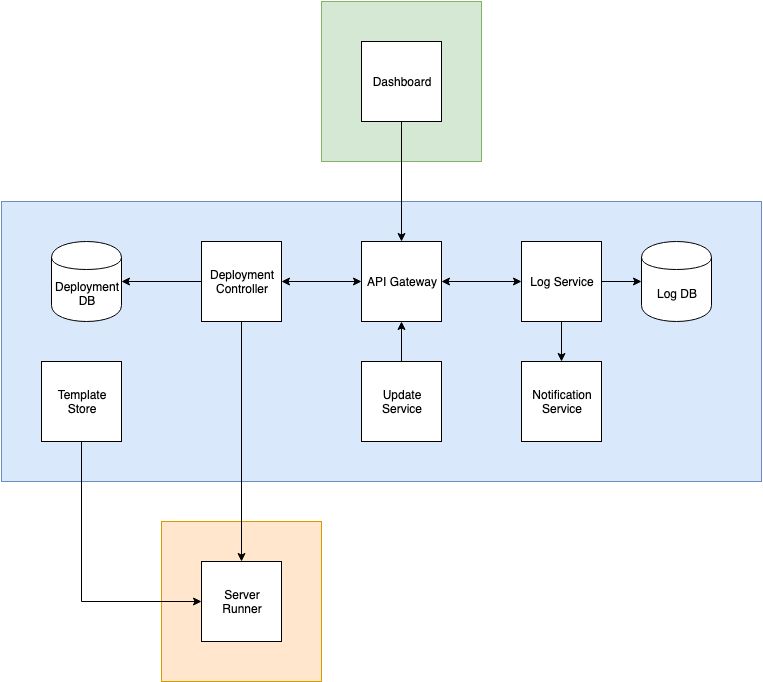 Dashboard
Deployment
DB
Deployment
Controller
API Gateway
Log Service
Log DB
Template
Store
Update
Service
Notification
Service
Server
Runner